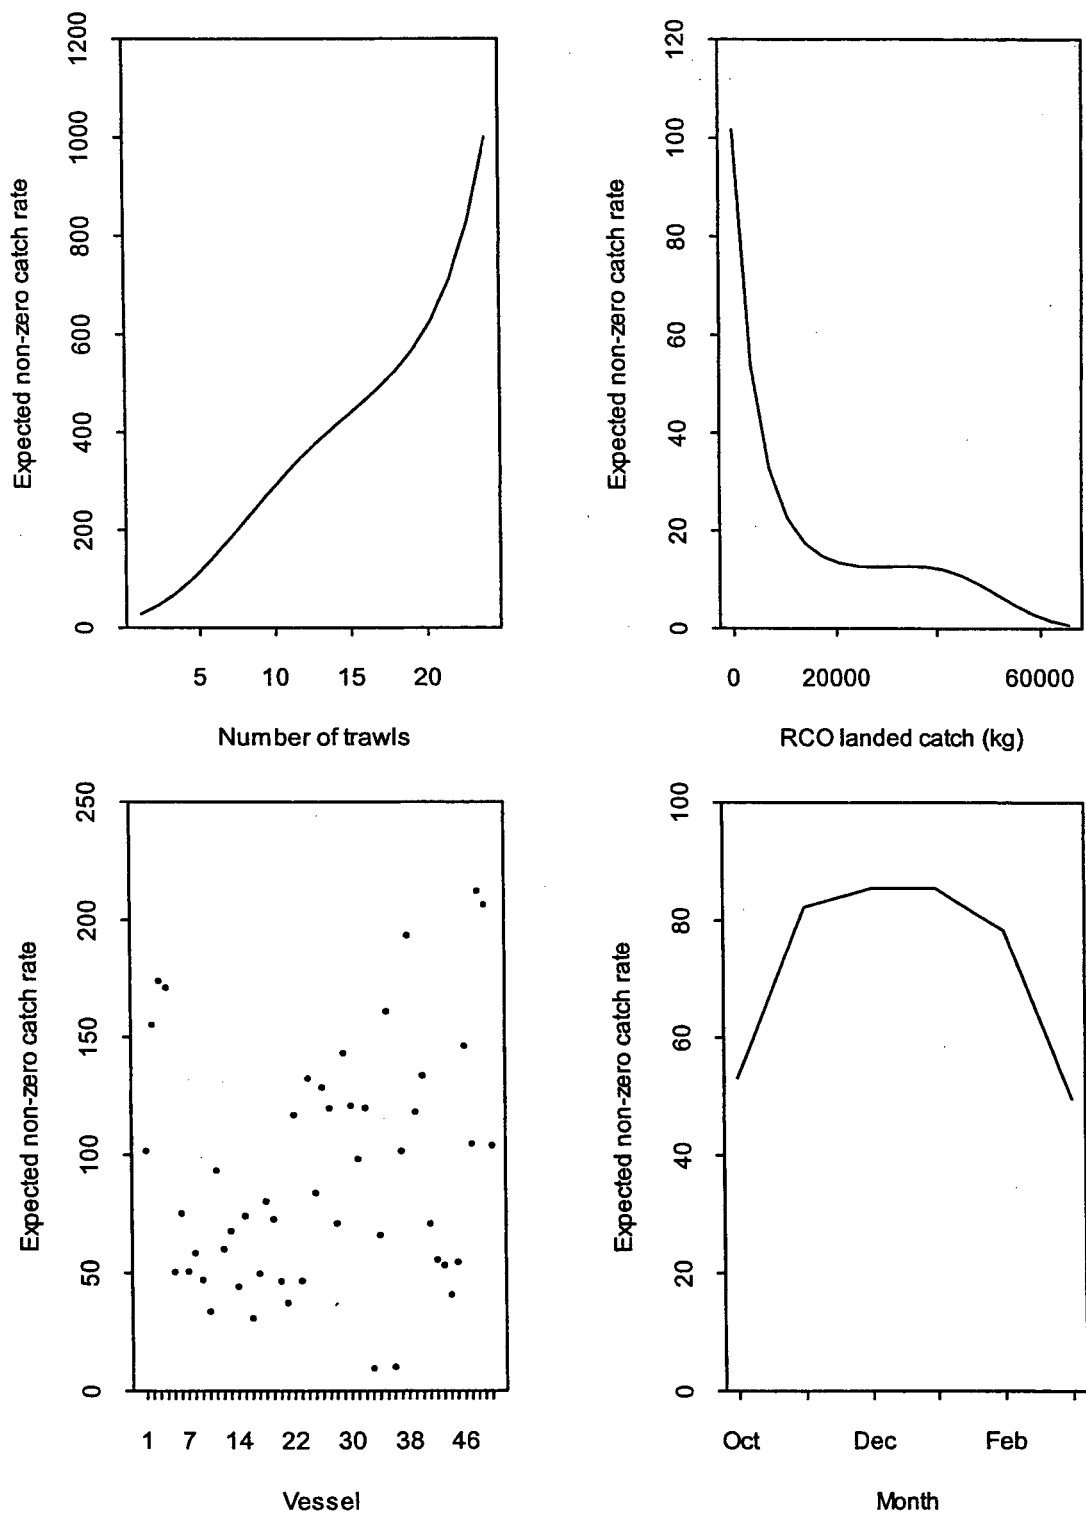 Expected non-zero catch rate
0
200
400
600
800
1000
1200
5 10 15 20
Number of trawls
Expected non-zero catch rate
0
20
40
60
80
100
120
0 20000 60000
RCO landed catch (kg)
Expected non-zero catch rate
0
50
100
150
200
250
1 7 14 22 30 38 46
Vessel
Expected non-zero catch rate
0
20
40
60
80
100
Oct Dec Feb
Month